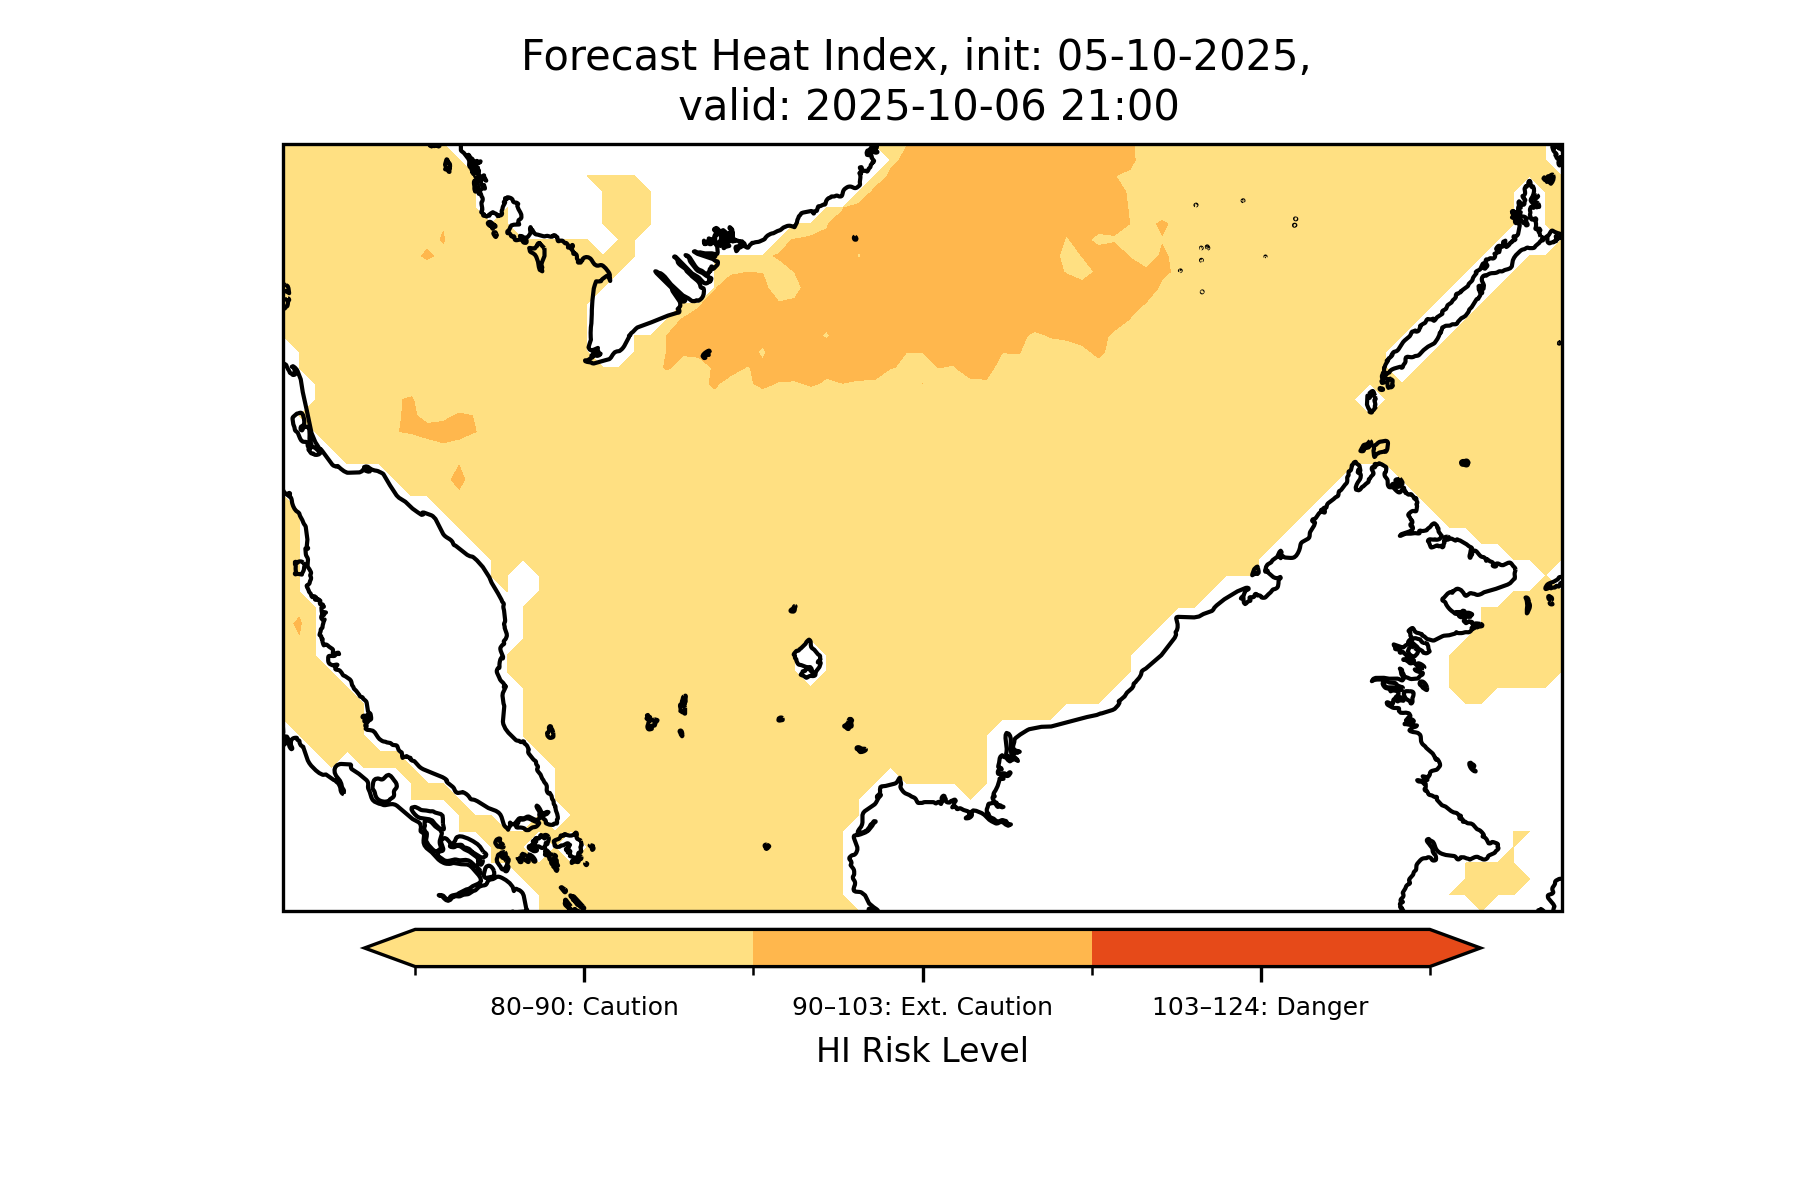 Forecast Heat Index, init: 05-10-2025,
valid: 2025-10-06 21:00
80–90: Caution
90–103: Ext. Caution
103–124: Danger
HI Risk Level